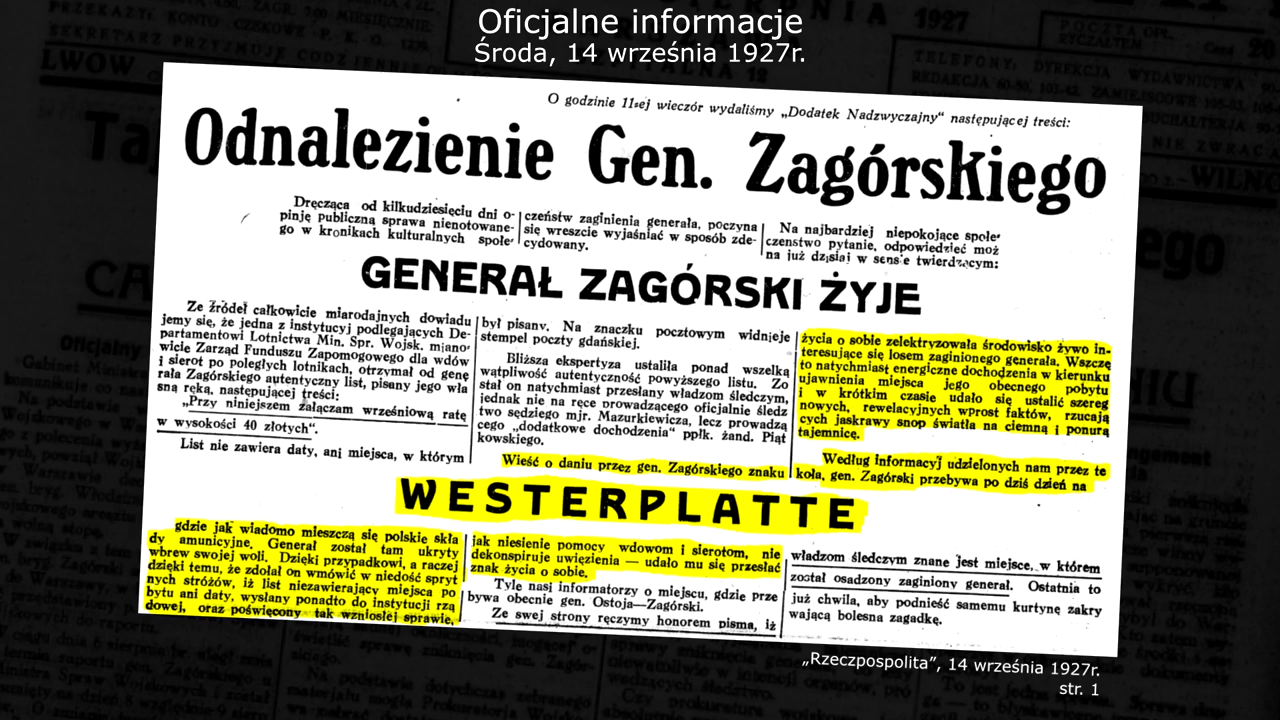 Oficjalne informacje
Środa, 14 września 1927r.
O godzinie 11-ej wieczór wydaliśmy „Dodatek Nadzwyczajny" następującej treści:
Odnalezienie Gen. Zagórskiego
Dręcząca od kilkudziesięciu dni o-
pinję publiczną sprawa nienotowane-
go w kronikach kulturalnych społe-
czeństw zaginienia generała, poczyna
się wreszcie wyjaśniać w sposób zde-
cydowany.
Na najbardziej niepokojące społe-
czenstwo pytanie, odpowiedzieć moż
na już dzisiaj w sensie twierdzącym:
GENERAŁ ZAGÓRSKI ŻYJE
Ze źródeł całkowicie miarodajnych dowiadu
jemy się, że jedna z instytucyj podlegających De-
partamentowi Lotnictwa Min. Spr. Wojsk. miano-
wicie Zarząd Funduszu Zapomogowego dla wdów
i sierot po poległych lotnikach, otrzymał od gene
rała Zagórskiego autentyczny list, pisany jego wła
sną ręką, następującej treści:
„Przy niniejszem załączam wrześniową ratę
w wysokości 40 złotych".
List nie zawiera daty, ani miejsca, w którym
był pisany. Na znaczku pocztowym widnieje
stempel poczty gdańskiej.
Bliższa ekspertyza ustaliła ponad wszelką
wątpliwość autentyczność powyższego listu. Zo
stał on natychmiast przesłany władzom śledczym,
jednak nie na ręce prowadzącego oficjalnie śledz
two sędziego mjr. Mazurkiewicza, lecz prowadzą
cego „dodatkowe dochodzenia" ppłk. żand. Piąt
kowskiego.
Wieść o daniu przez gen. Zagórskiego znaku
życia o sobie zelektryzowała środowisko żywo in-
teresujące się losem zaginionego generała. Wszczę
to natychmiast energiczne dochodzenia w kierunku
ujawnienia miejsca jego obecnego pobytu
i w krótkim czasie udało się ustalić szereg
nowych, rewelacyjnych wprost faktów, rzucają
cych jaskrawy snop światła na ciemną i ponurą
tajemnicę.
Według informacyj udzielonych nam przez te
koła, gen. Zagórski przebywa po dziś dzień na
WESTERPLATTE
gdzie jak wiadomo mieszczą się polskie skła
dy amunicyjne. Generał został tam ukryty
wbrew swojej woli. Dzięki przypadkowi, a raczej
dzięki temu, że zdołał on wmówić w niedość spryt
nych stróżów, iż list niezawierający miejsca po
bytu ani daty, wysłany ponadto do instytucji rzą
dowej, oraz poświęcony tak wzniosłej sprawie,
jak niesienie pomocy wdowom i sierotom, nie
dekonspiruje uwięzienia — udało mu się przesłać
znak życia o sobie.
Tyle nasi informatorzy o miejscu, gdzie prze
bywa obecnie gen. Ostoja—Zagórski.
Ze swej strony ręczymy honorem pisma, iż
władzom śledczym znane jest miejsce, w którem
został osadzony zaginiony generał. Ostatnia to
już chwila, aby podnieść samemu kurtynę zakry
wającą bolesna zagadkę.
„Rzeczpospolita", 14 września 1927r.
str. 1